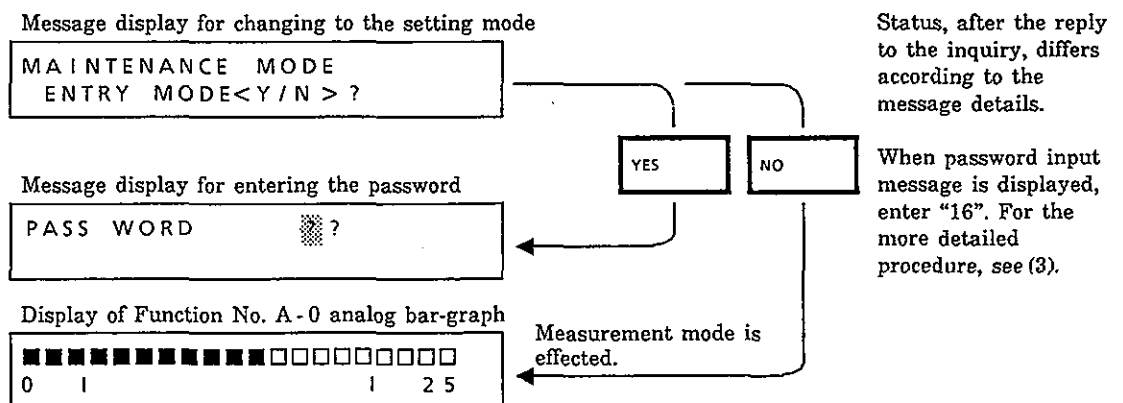 Message display for changing to the setting mode
MAINTENANCE MODE
ENTRY MODE<Y/N>?
YES
NO
Message display for entering the password
PASS WORD ? ?
Display of Function No. A-0 analog bar-graph
0 1 1 25
Measurement mode is
effected.
Status, after the reply
to the inquiry, differs
according to the
message details.
When password input
message is displayed,
enter “16”. For the
more detailed
procedure, see (3).